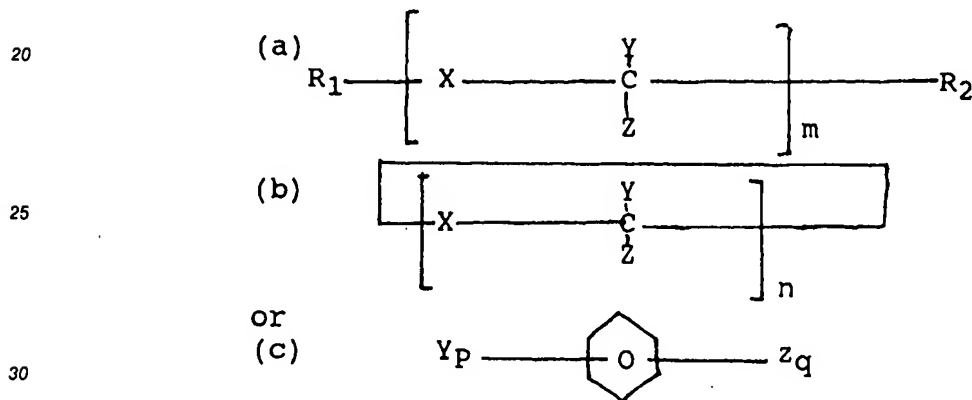 20
(a) Y
R1 [ X C ] R2
Z m
(b) Y
25 [ X C ]
Z n
or
(c) YP O zq
30